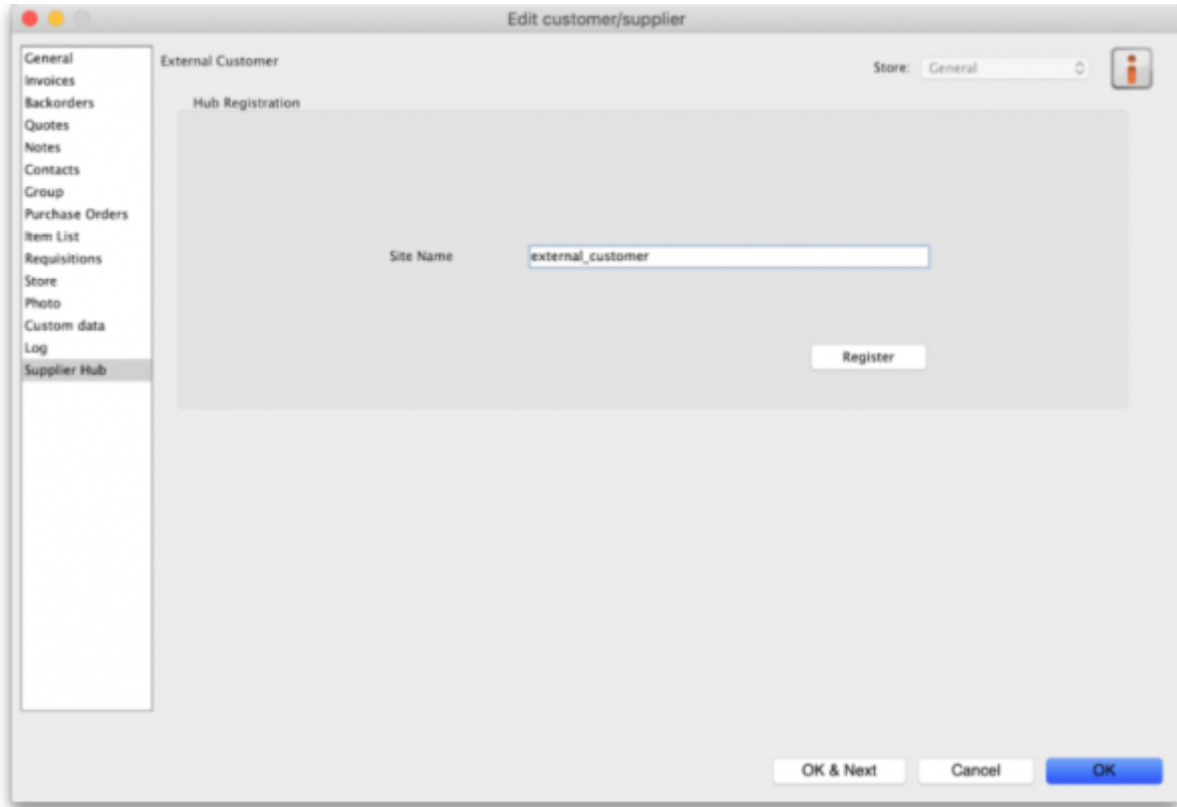 Edit customer/supplier
General
Invoices
Backorders
Quotes
Notes
Contacts
Group
Purchase Orders
Item List
Requisitions
Store
Photo
Custom data
Log
Supplier Hub
External Customer
Store: General
Hub Registration
Site Name external_customer
Register
OK & Next Cancel OK